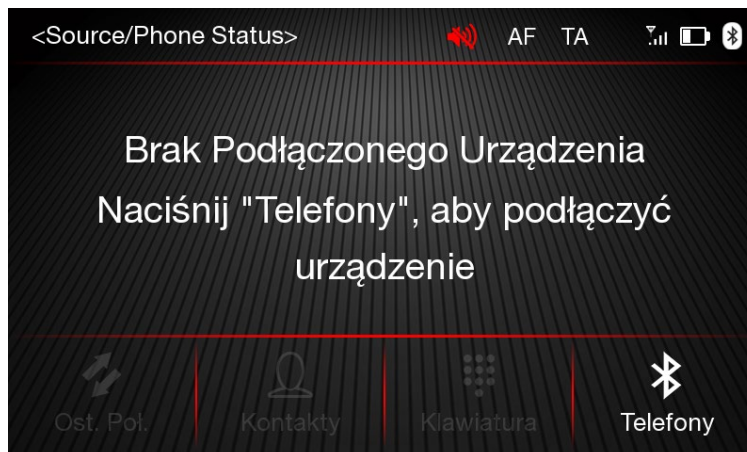 <Source/Phone Status> AF TA
Brak Podłączonego Urządzenia
Naciśnij "Telefony", aby podłączyć
urządzenie
Ost. Poł. Kontakty Klawiatura Telefony